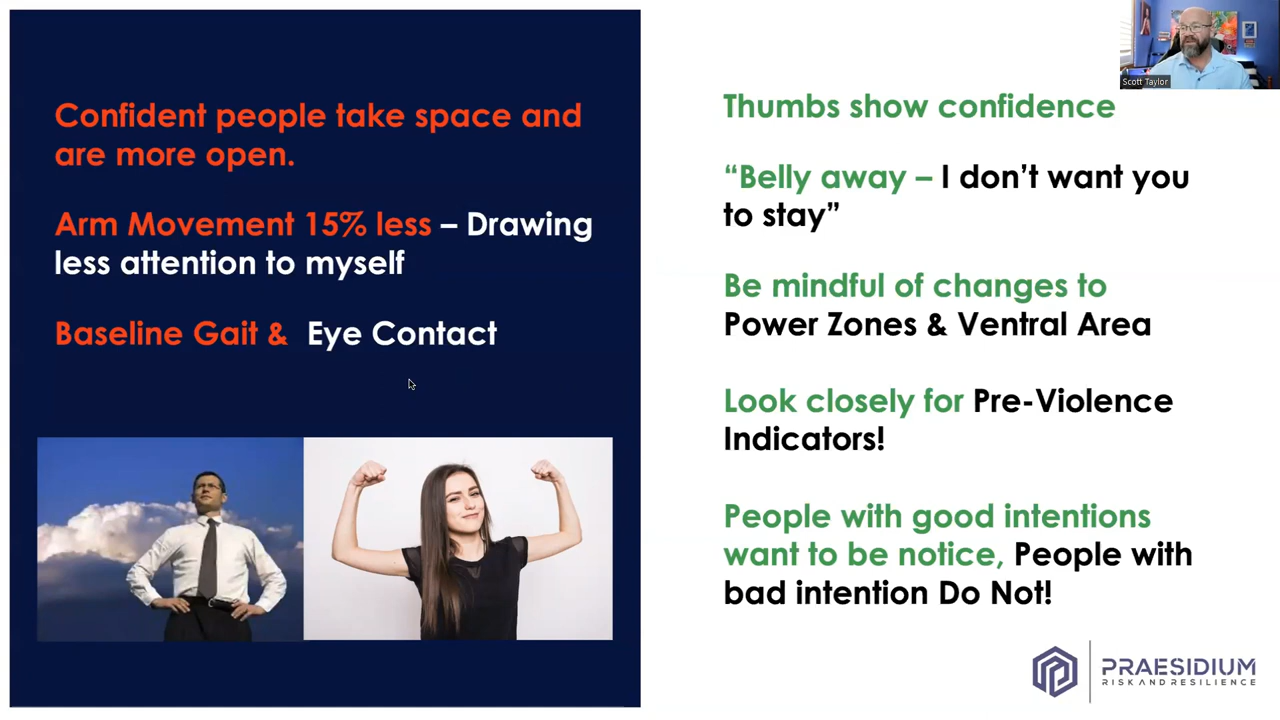 Confident people take space and
are more open.
Arm Movement 15% less – Drawing
less attention to myself
Baseline Gait & Eye Contact
Thumbs show confidence
“Belly away – I don’t want you
to stay”
Be mindful of changes to
Power Zones & Ventral Area
Look closely for Pre-Violence
Indicators!
People with good intentions
want to be notice, People with
bad intention Do Not!
Scott Taylor
PRAESIDIUM
RISK AND RESILIENCE